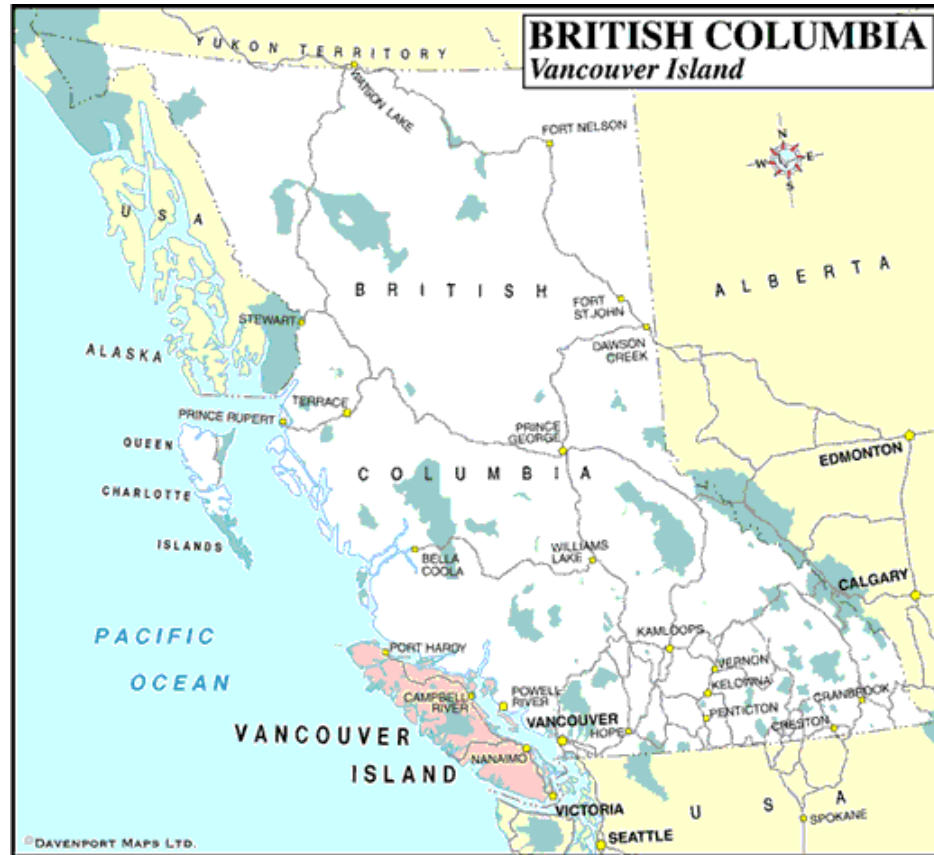 BRITISH COLUMBIA
Vancouver Island
YUKON TERRITORY
WATSON LAKE
FORT NELSON
N
W E
S
USA
ALBERTA
BRITISH
FORT
ST JOHN
STEWART
DAWSON
CREEK
ALASKA
TERRACE
PRINCE RUPERT
PRINCE
GEORGE
EDMONTON
QUEEN
CHARLOTTE
ISLANDS
COLUMBIA
BELLA
COOLA
WILLIAMS
LAKE
CALGARY
PACIFIC
OCEAN
KAMLOOPS
PORT HARDY
VERNON
KELOWNA
CAMPBELL
RIVER
POWELL
RIVER
CRANBROOK
PENTICTON
CRESTON
VANCOUVER
HOPE
VANCOUVER
ISLAND
NANAIMO
VICTORIA
USA
SPOKANE
SEATTLE
©DAVENPORT MAPS LTD.